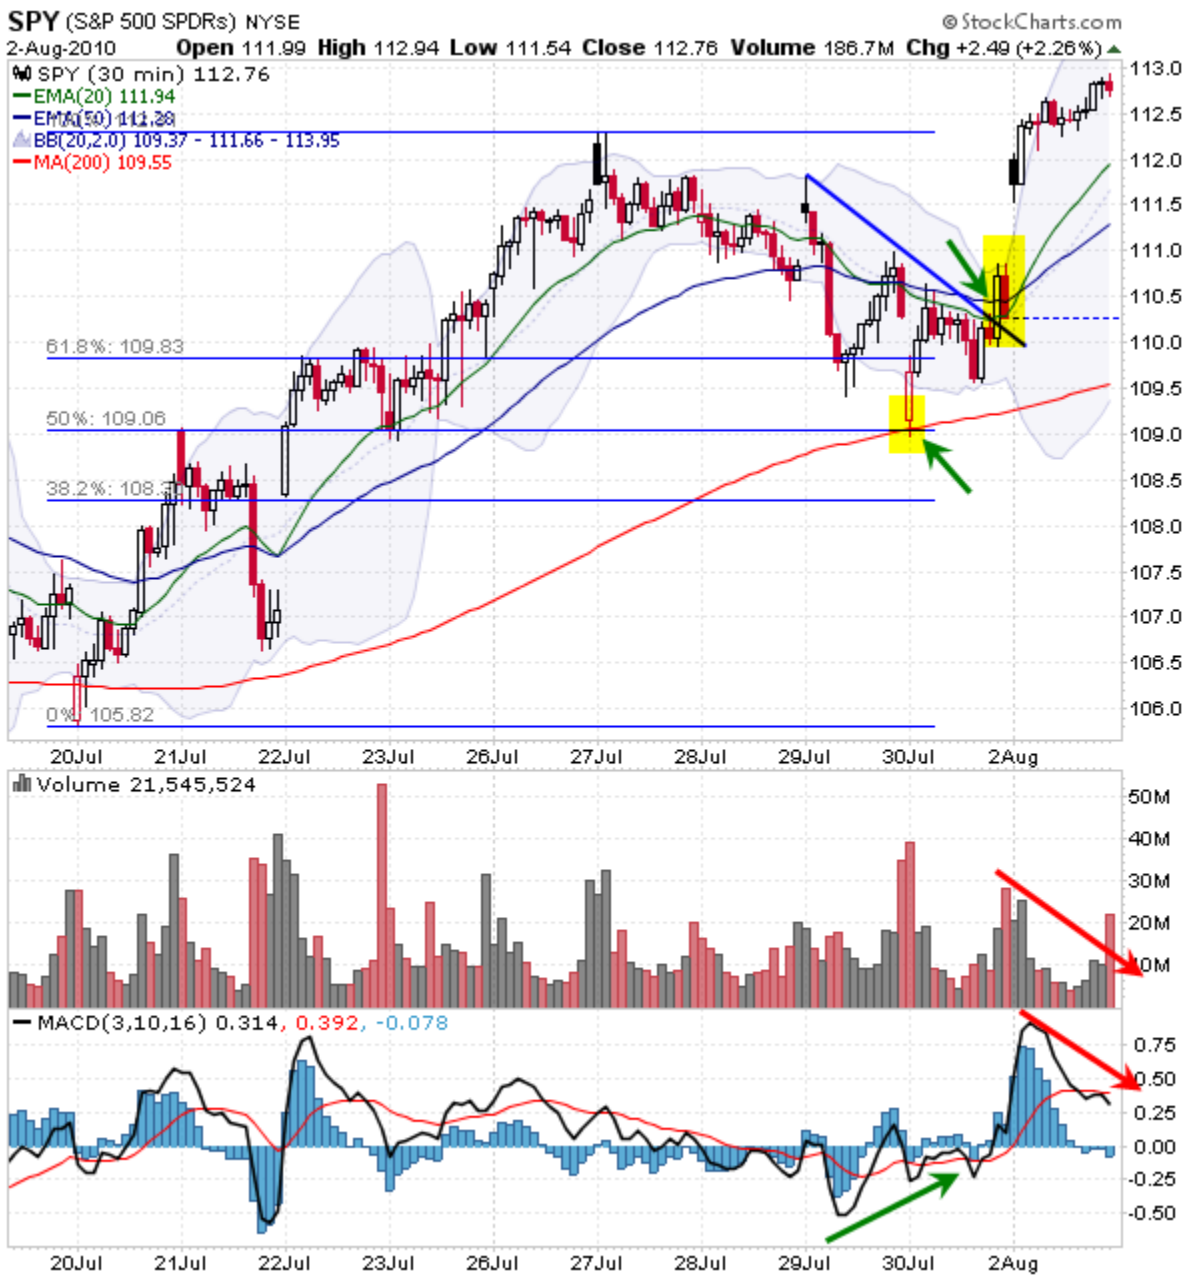 SPY (S&P 500 SPDRs) NYSE © StockCharts.com
2-Aug-2010 Open 111.99 High 112.94 Low 111.54 Close 112.76 Volume 186.7M Chg +2.49 (+2.26%)
SPY (30 min) 112.76
EMA(20) 111.94
EMA(50) 111.28
BB(20,2.0) 109.37 - 111.66 - 113.95
MA(200) 109.55
113.0
112.5
112.0
111.5
111.0
110.5
110.0
109.5
109.0
108.5
108.0
107.5
107.0
106.5
106.0
61.8%: 109.83
50%: 109.06
38.2%: 108.3
0%: 105.82
20Jul 21Jul 22Jul 23Jul 26Jul 27Jul 28Jul 29Jul 30Jul 2Aug
Volume 21,545,524
50M
40M
30M
20M
10M
MACD(3,10,16) 0.314, 0.392, -0.078
0.75
0.50
0.25
0.00
-0.25
-0.50
20Jul 21Jul 22Jul 23Jul 26Jul 27Jul 28Jul 29Jul 30Jul 2Aug